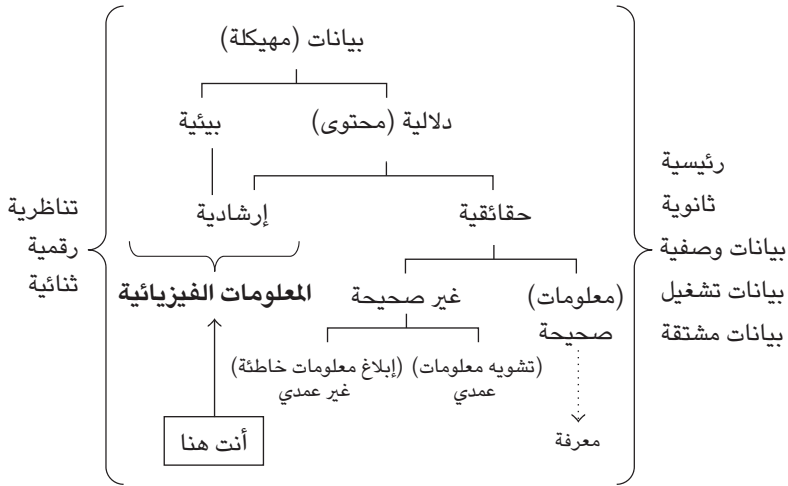 بيانات (مهيكلة)
بيئية
دلالية (محتوى)
إرشادية
حقائقية
المعلومات الفيزيائية
غير صحيحة
(معلومات)
صحيحة
(إبلاغ معلومات خاطئة)
غير عمدي
(تشويه معلومات)
عمدي
معرفة
أنت هنا
رئيسية
ثانوية
بيانات وصفية
بيانات تشغيل
بيانات مشتقة
تناظرية
رقمية
ثنائية